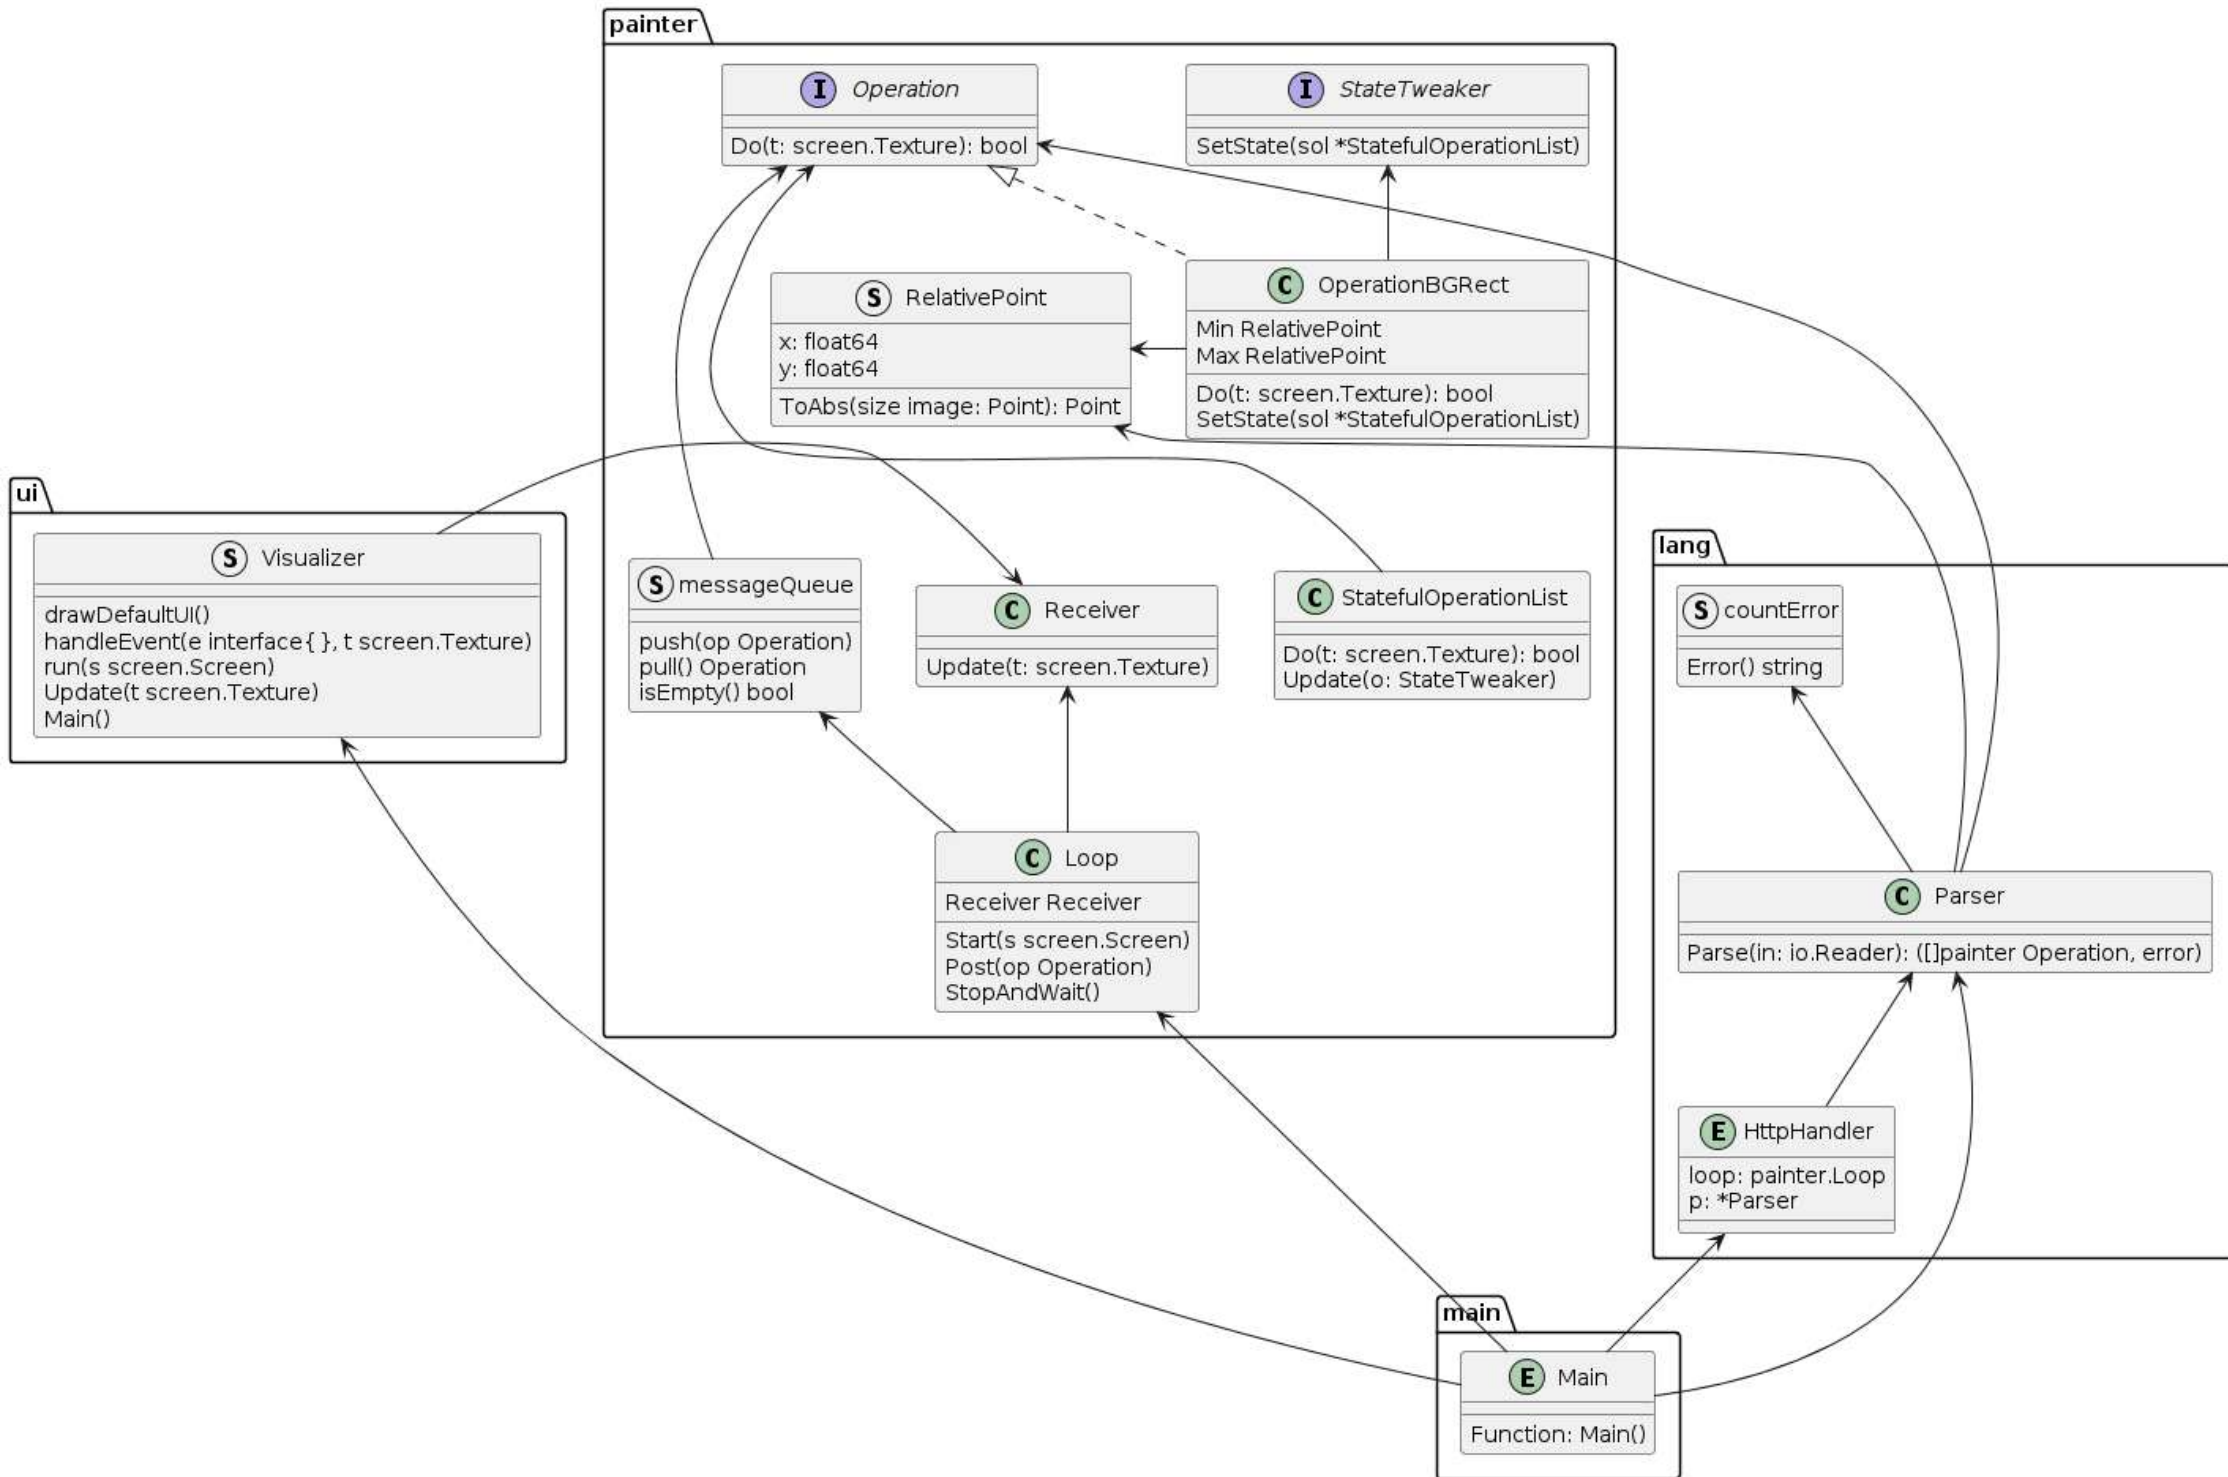 painter
I Operation
Do(t: screen.Texture): bool
I StateTweaker
SetState(sol *StatefulOperationList)
S RelativePoint
x: float64
y: float64
ToAbs(size image: Point): Point
C OperationBGRect
Min RelativePoint
Max RelativePoint
Do(t: screen.Texture): bool
SetState(sol *StatefulOperationList)
ui
S Visualizer
drawDefaultUI()
handleEvent(e interface{ }, t screen.Texture)
run(s screen.Screen)
Update(t screen.Texture)
Main()
S messageQueue
push(op Operation)
pull() Operation
isEmpty() bool
C Receiver
Update(t: screen.Texture)
C StatefulOperationList
Do(t: screen.Texture): bool
Update(o: StateTweaker)
lang
S countError
Error() string
C Loop
Receiver Receiver
Start(s screen.Screen)
Post(op Operation)
StopAndWait()
C Parser
Parse(in: io.Reader): ([]painter Operation, error)
E HttpHandler
loop: painter.Loop
p: *Parser
main
E Main
Function: Main()